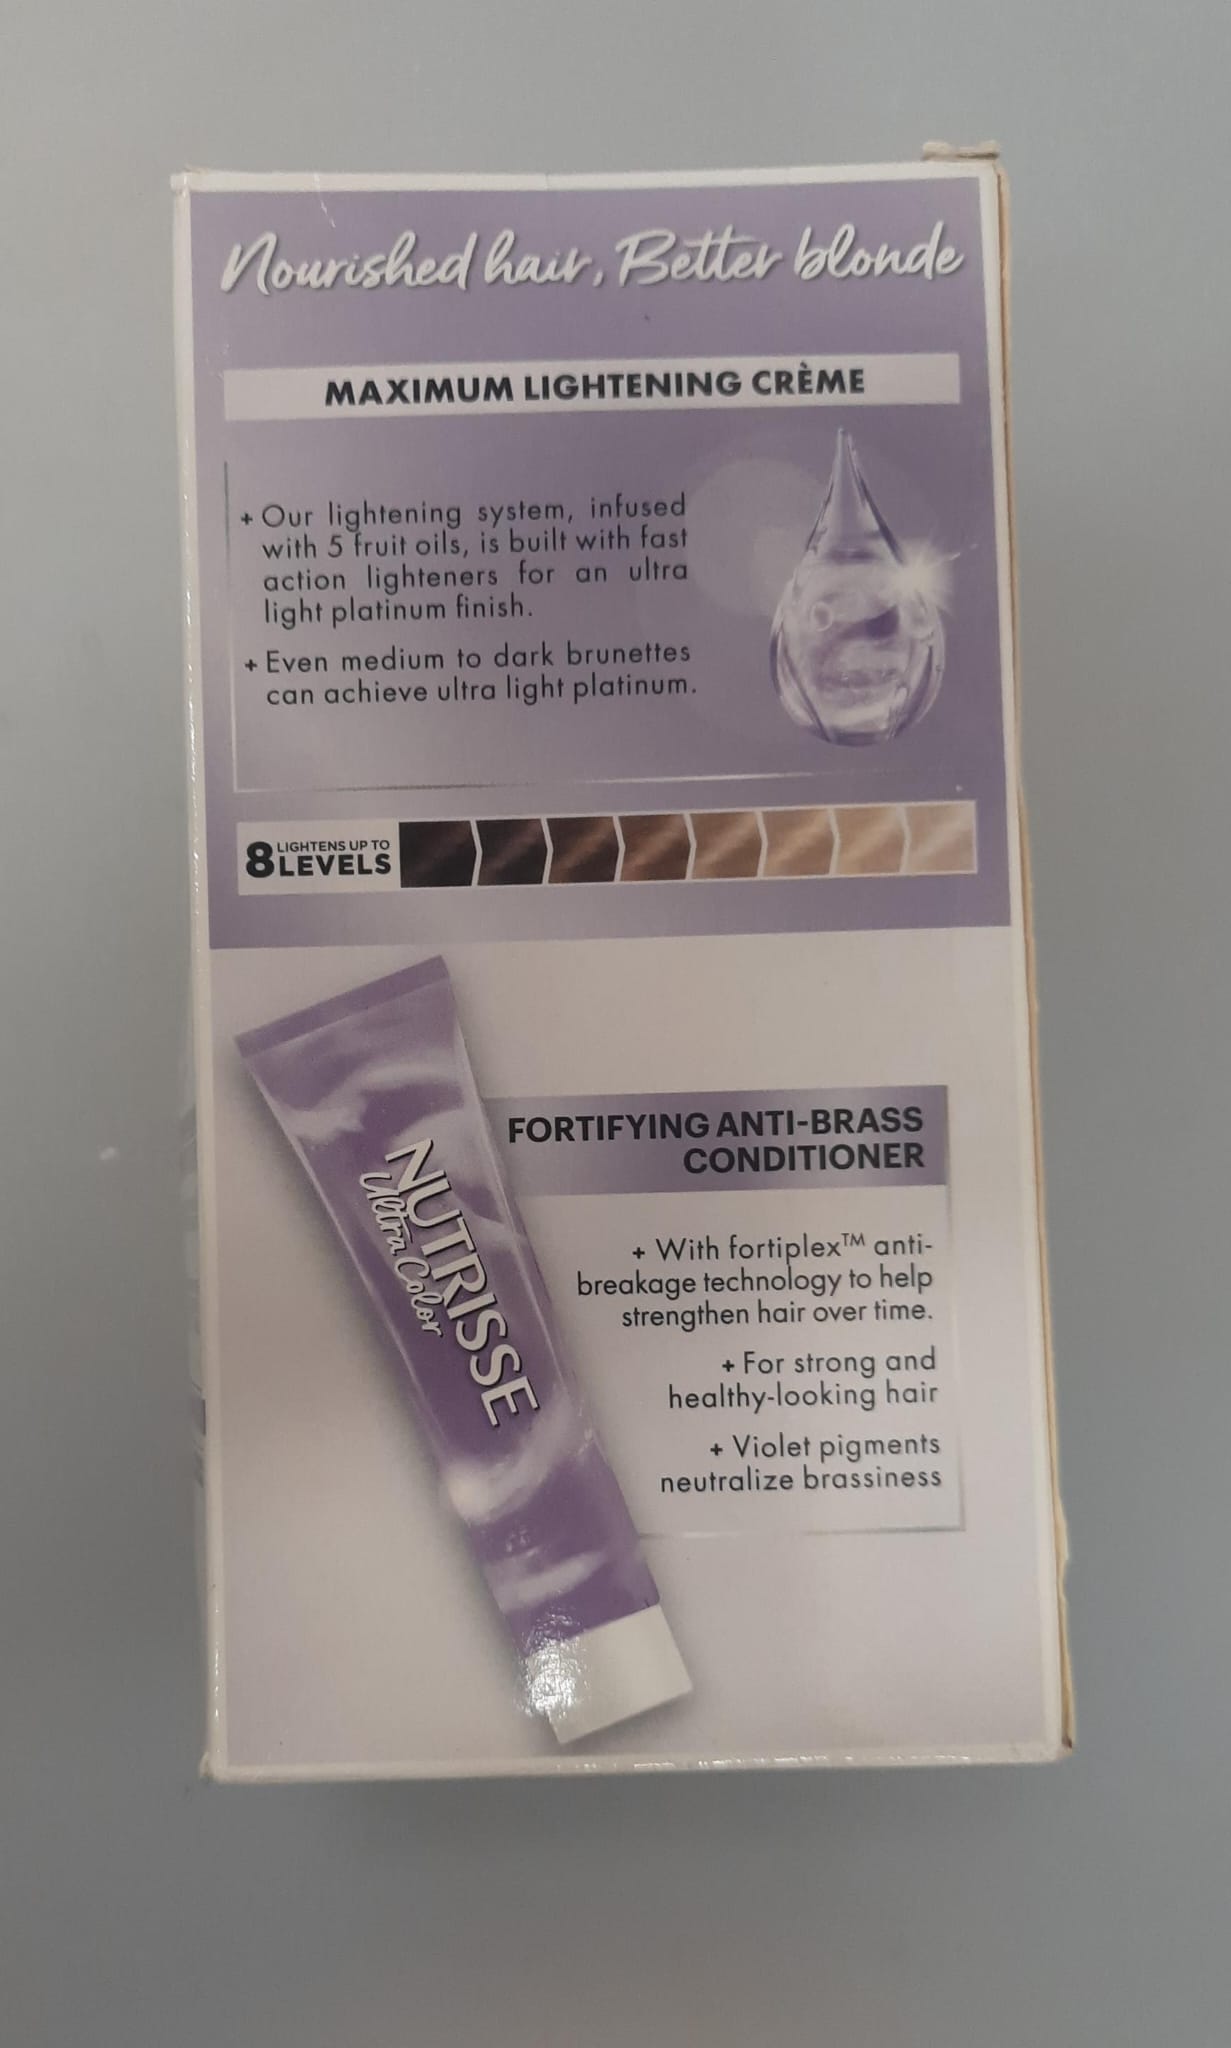 Nourished hair, Better blonde
MAXIMUM LIGHTENING CRÈME
+ Our lightening system, infused
with 5 fruit oils, is built with fast
action lighteners for an ultra
light platinum finish.
+ Even medium to dark brunettes
can achieve ultra light platinum.
8 LIGHTENS UP TO
LEVELS
NUTRISSE
Ultra Color
FORTIFYING ANTI-BRASS
CONDITIONER
+ With fortiplex™ anti-
breakage technology to help
strengthen hair over time.
+ For strong and
healthy-looking hair
+ Violet pigments
neutralize brassiness